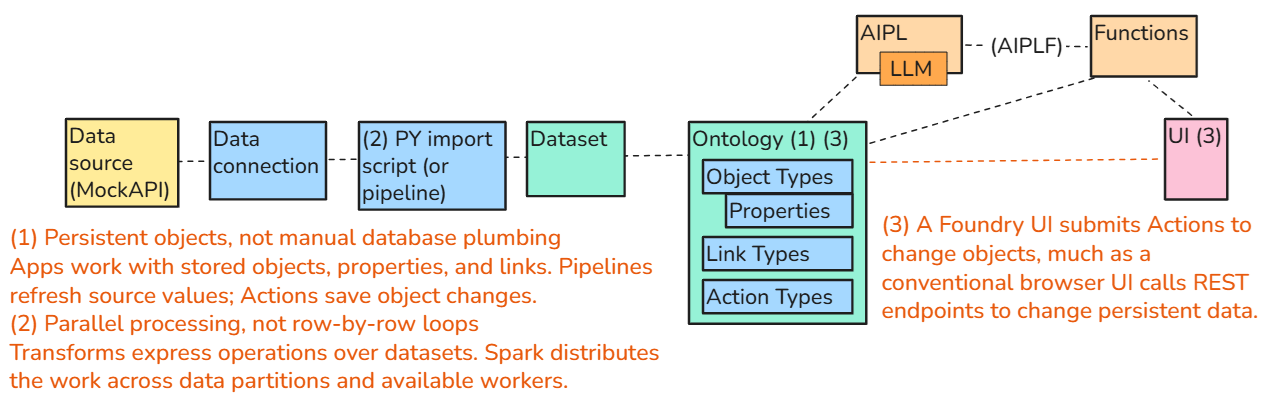 AIPL
LLM
(AIPLF)
Functions
Data
source
(MockAPI)
Data
connection
(2) PY import
script (or
pipeline)
Dataset
Ontology (1) (3)
Object Types
Properties
Link Types
Action Types
UI (3)
(1) Persistent objects, not manual database plumbing
Apps work with stored objects, properties, and links. Pipelines
refresh source values; Actions save object changes.
(2) Parallel processing, not row-by-row loops
Transforms express operations over datasets. Spark distributes
the work across data partitions and available workers.
(3) A Foundry UI submits Actions to
change objects, much as a
conventional browser UI calls REST
endpoints to change persistent data.